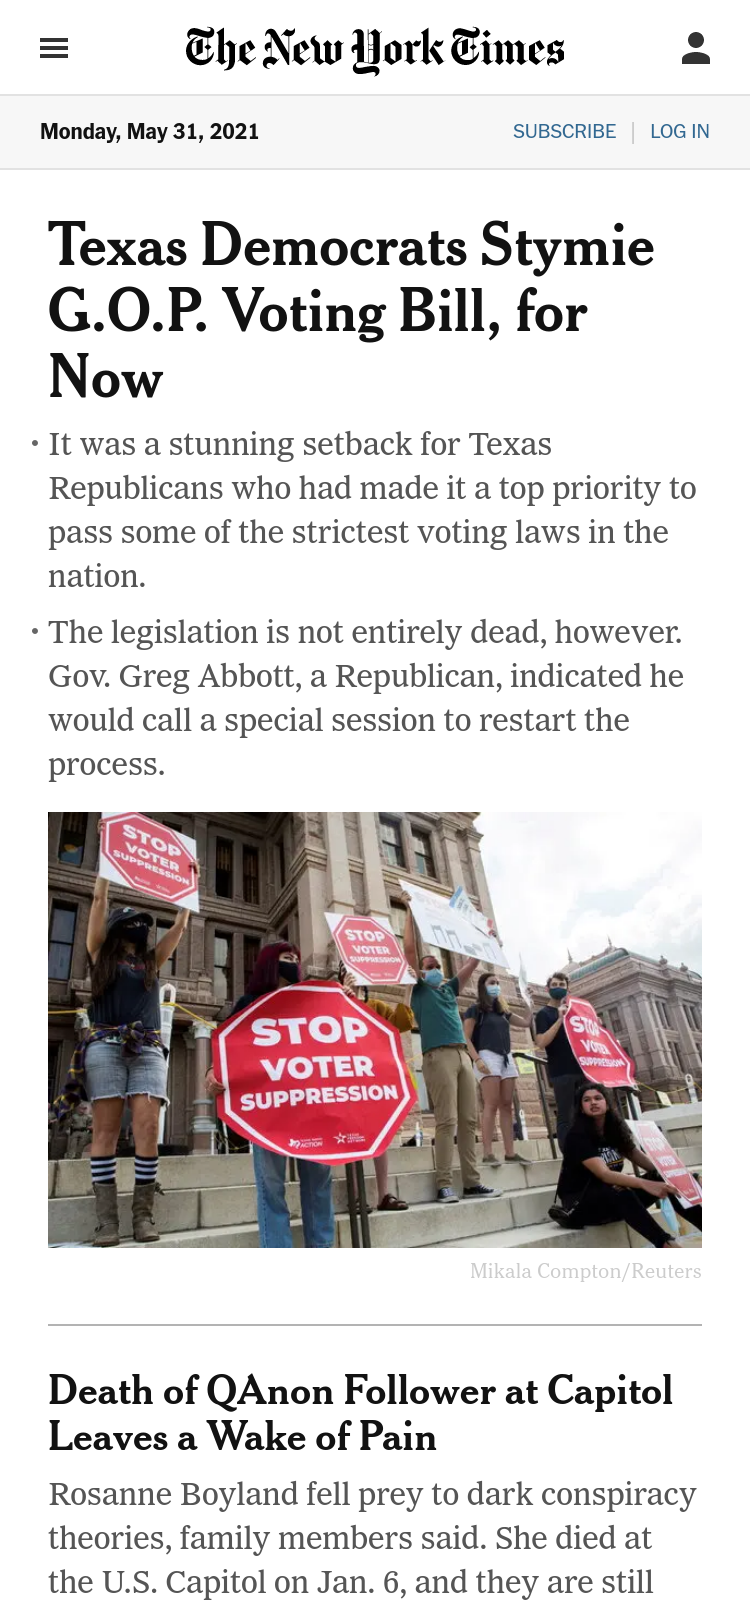 The New York Times
Monday, May 31, 2021
SUBSCRIBE | LOG IN
Texas Democrats Stymie
G.O.P. Voting Bill, for
Now
• It was a stunning setback for Texas
Republicans who had made it a top priority to
pass some of the strictest voting laws in the
nation.
• The legislation is not entirely dead, however.
Gov. Greg Abbott, a Republican, indicated he
would call a special session to restart the
process.
STOP
VOTER
SUPPRESSION
STOP
VOTER
SUPPRESSION
STOP
VOTER
SUPPRESSION
ACTION
STOP
VOTER
SUPPRESSION
Mikala Compton/Reuters
Death of QAnon Follower at Capitol
Leaves a Wake of Pain
Rosanne Boyland fell prey to dark conspiracy
theories, family members said. She died at
the U.S. Capitol on Jan. 6, and they are still